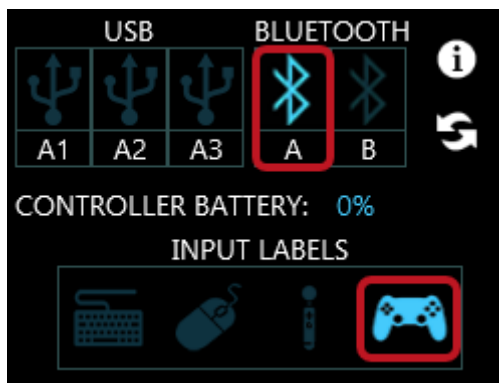 USB BLUETOOTH
A1 A2 A3 A B
CONTROLLER BATTERY: 0%
INPUT LABELS